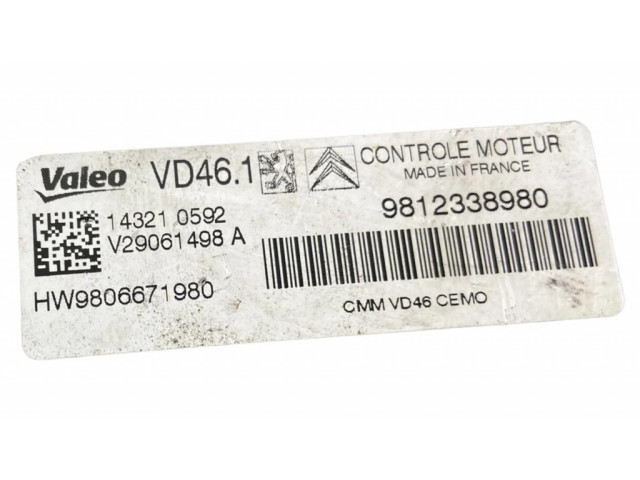 Valeo VD46.1 CONTROLE MOTEUR
MADE IN FRANCE
14321 0592
V29061498 A
9812338980
HW9806671980
CMM VD46 CEMO